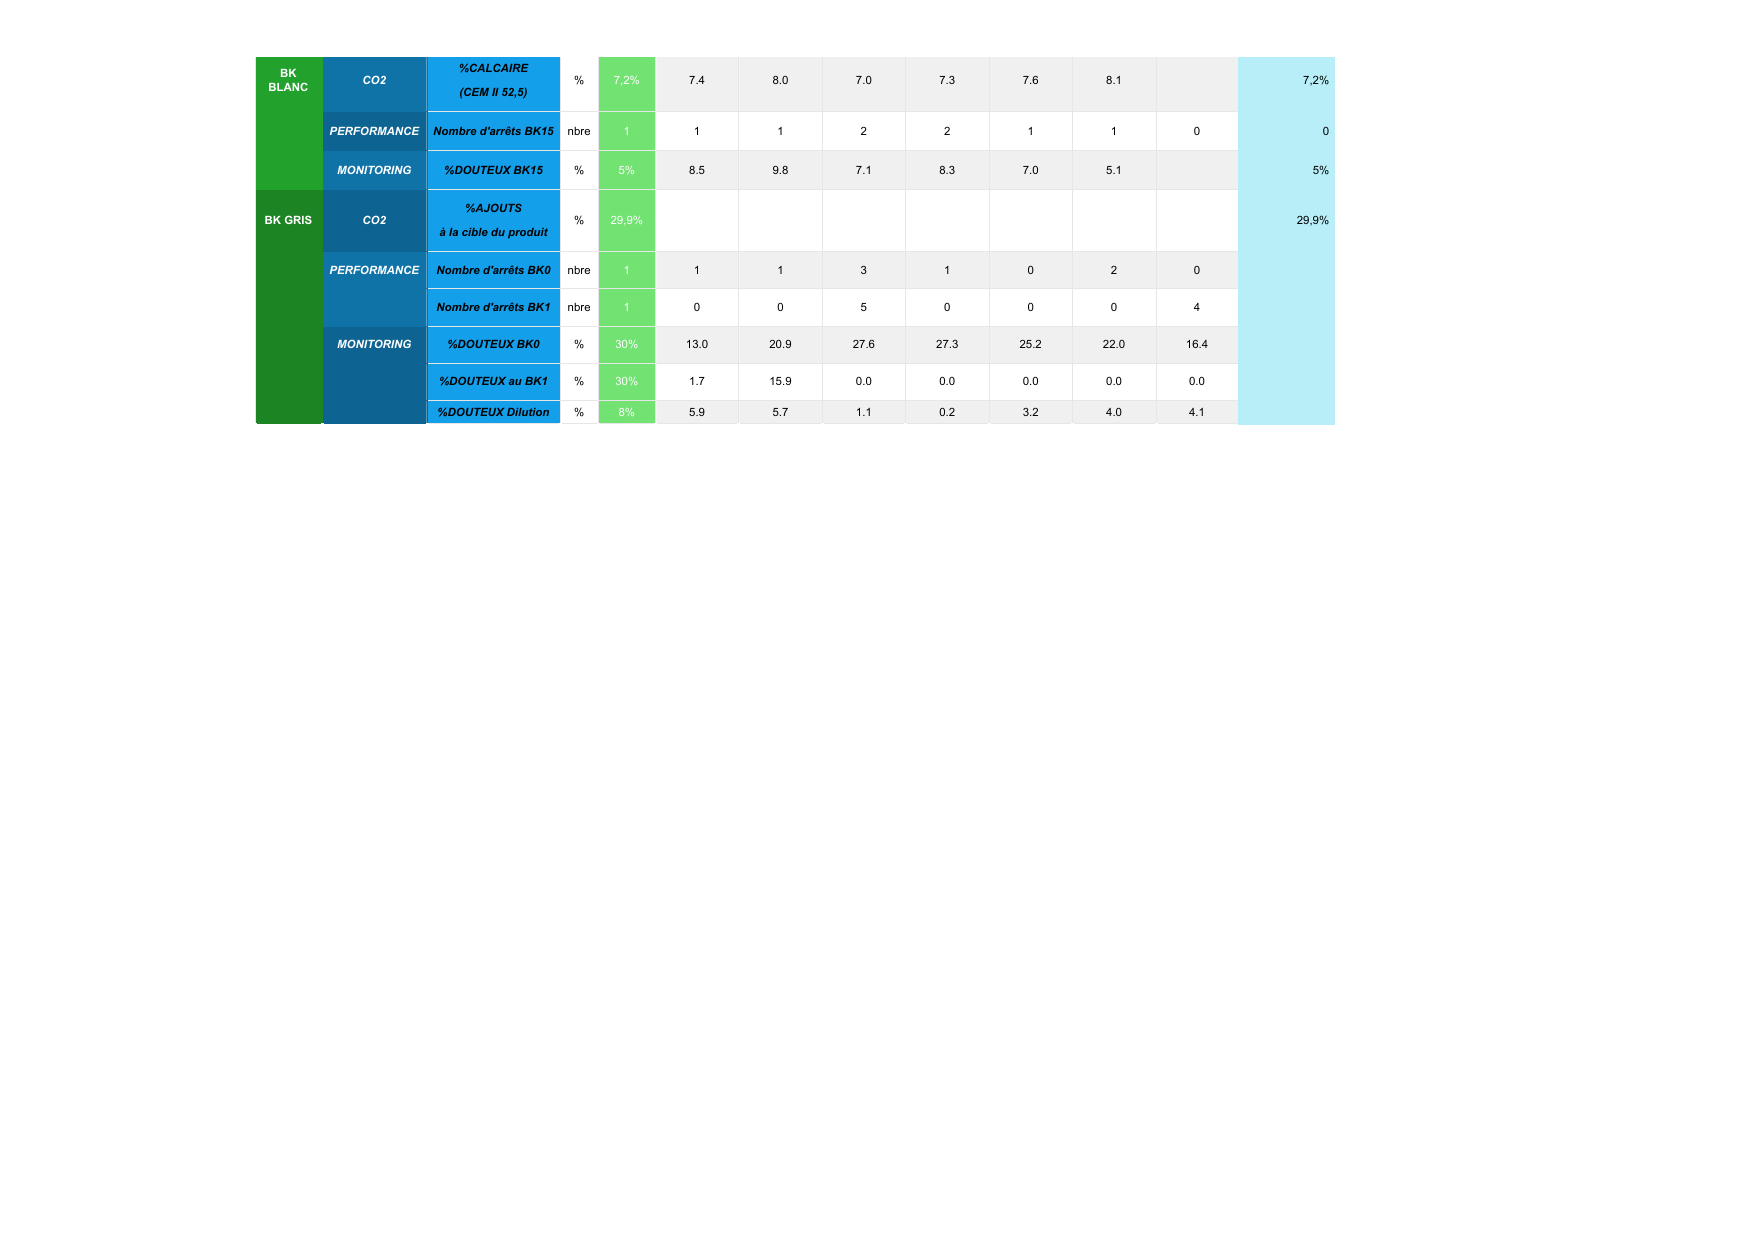 BK BLANC CO2 %CALCAIRE (CEM II 52,5) % 7,2% 7.4 8.0 7.0 7.3 7.6 8.1 7,2%
PERFORMANCE Nombre d'arrêts BK15 nbre 1 1 1 2 2 1 1 0 0
MONITORING %DOUTEUX BK15 % 5% 8.5 9.8 7.1 8.3 7.0 5.1 5%
BK GRIS CO2 %AJOUTS à la cible du produit % 29,9% 29,9%
PERFORMANCE Nombre d'arrêts BK0 nbre 1 1 1 3 1 0 2 0
Nombre d'arrêts BK1 nbre 1 0 0 5 0 0 0 4
MONITORING %DOUTEUX BK0 % 30% 13.0 20.9 27.6 27.3 25.2 22.0 16.4
%DOUTEUX au BK1 % 30% 1.7 15.9 0.0 0.0 0.0 0.0 0.0
%DOUTEUX Dilution % 8% 5.9 5.7 1.1 0.2 3.2 4.0 4.1